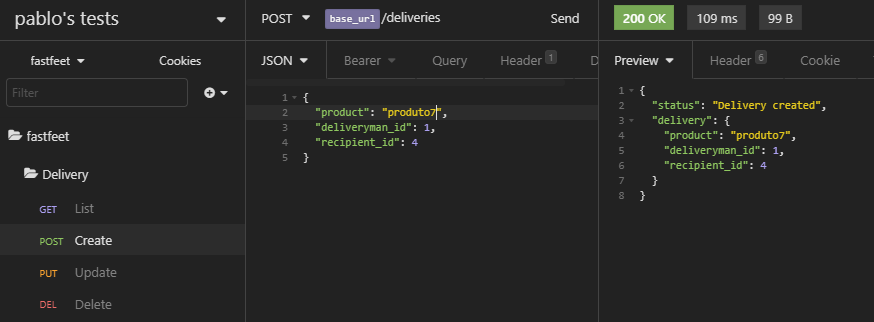 pablo's tests
fastfeet
Cookies
Filter
fastfeet
Delivery
GET List
POST Create
PUT Update
DEL Delete
POST base_url/deliveries Send
JSON Bearer Query Header 1 D
1 {
2 "product": "produto7",
3 "deliveryman_id": 1,
4 "recipient_id": 4
5 }
200 OK 109 ms 99 B
Preview Header 6 Cookie
1 {
2 "status": "Delivery created",
3 "delivery": {
4 "product": "produto7",
5 "deliveryman_id": 1,
6 "recipient_id": 4
7 }
8 }